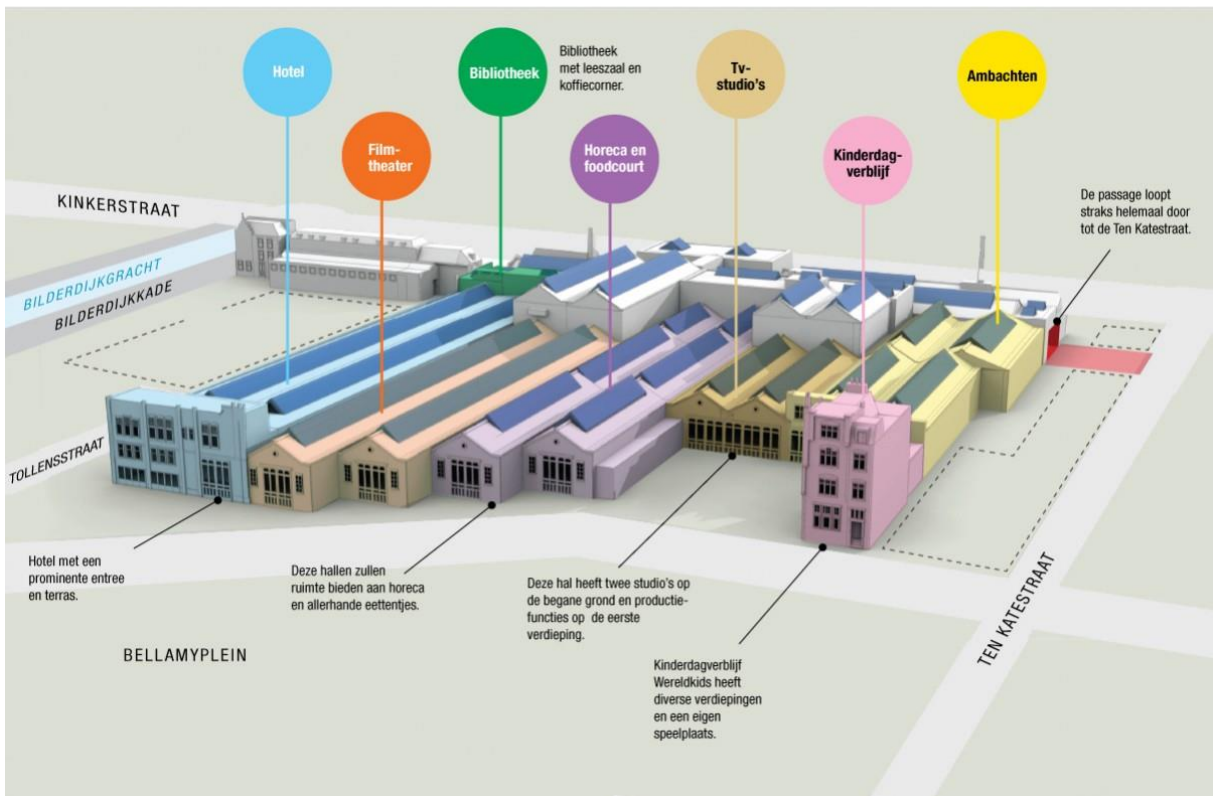 Hotel
Bibliotheek
Bibliotheek
met leeszaal en
koffiecorner.
Tv-
studio's
Ambachten
Film-
theater
Horeca en
foodcourt
Kinderdag-
verblijf
De passage loopt
straks helemaal door
tot de Ten Katestraat.
KINKERSTRAAT
BILDERDIJKGRACHT
BILDERDIJKKADE
TOLLENSSTRAAT
Hotel met een
prominente entree
en terras.
Deze hallen zullen
ruimte bieden aan horeca
en allerhande eettentjes.
Deze hal heeft twee studio's op
de begane grond en productie-
functies op de eerste
verdieping.
Kinderdagverblijf
Wereldkids heeft
diverse verdiepingen
en een eigen
speelplaats.
BELLAMYPLEIN
TEN KATESTRAAT